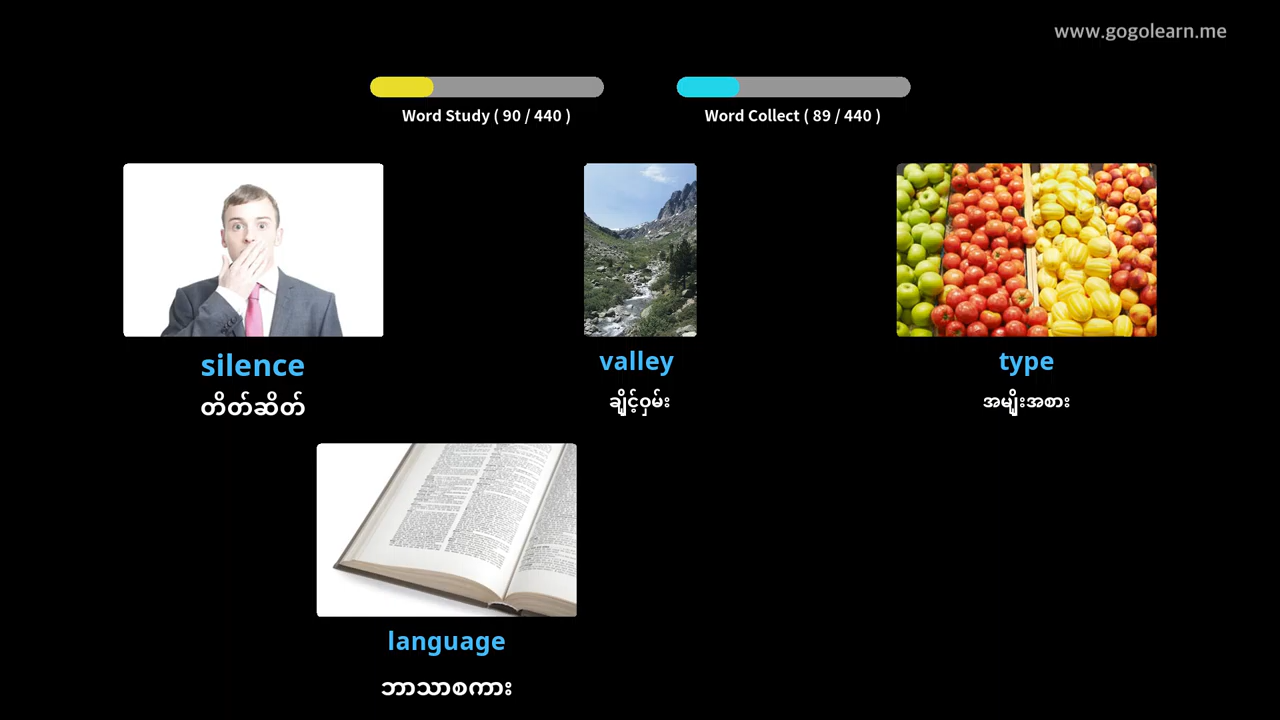 www.gogolearn.me
Word Study ( 90 / 440 )
Word Collect ( 89 / 440 )
silence
တိတ်ဆိတ်
valley
ချိုင့်ဝှမ်း
type
အမျိုးအစား
language
ဘာသာစကား